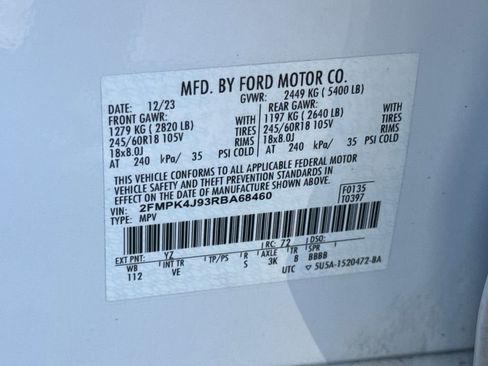 MFD. BY FORD MOTOR CO.
DATE: 12/23 GVWR: 2449 KG ( 5400 LB)
FRONT GAWR: REAR GAWR:
1279 KG ( 2820 LB) WITH 1197 KG ( 2640 LB) WITH
245/60R18 105V TIRES 245/60R18 105V TIRES
18x8.0J RIMS 18x8.0J RIMS
AT 240 kPa/ 35 PSI COLD AT 240 kPa/ 35 PSI COLD
THIS VEHICLE CONFORMS TO ALL APPLICABLE FEDERAL MOTOR
VEHICLE SAFETY AND THEFT PREVENTION STANDARDS IN EFFECT ON THE
DATE OF MANUFACTURE SHOWN ABOVE.
VIN: 2FMPK4J93RBA68460 F0135
TYPE: MPV T0397
EXT PNT: YZ RC: 72 DSO:
WB INT TR TP/PS R AXLE TR SPR
112 VE S 3K B BBBB
UTC ▽ 5U5A-1520472-BA